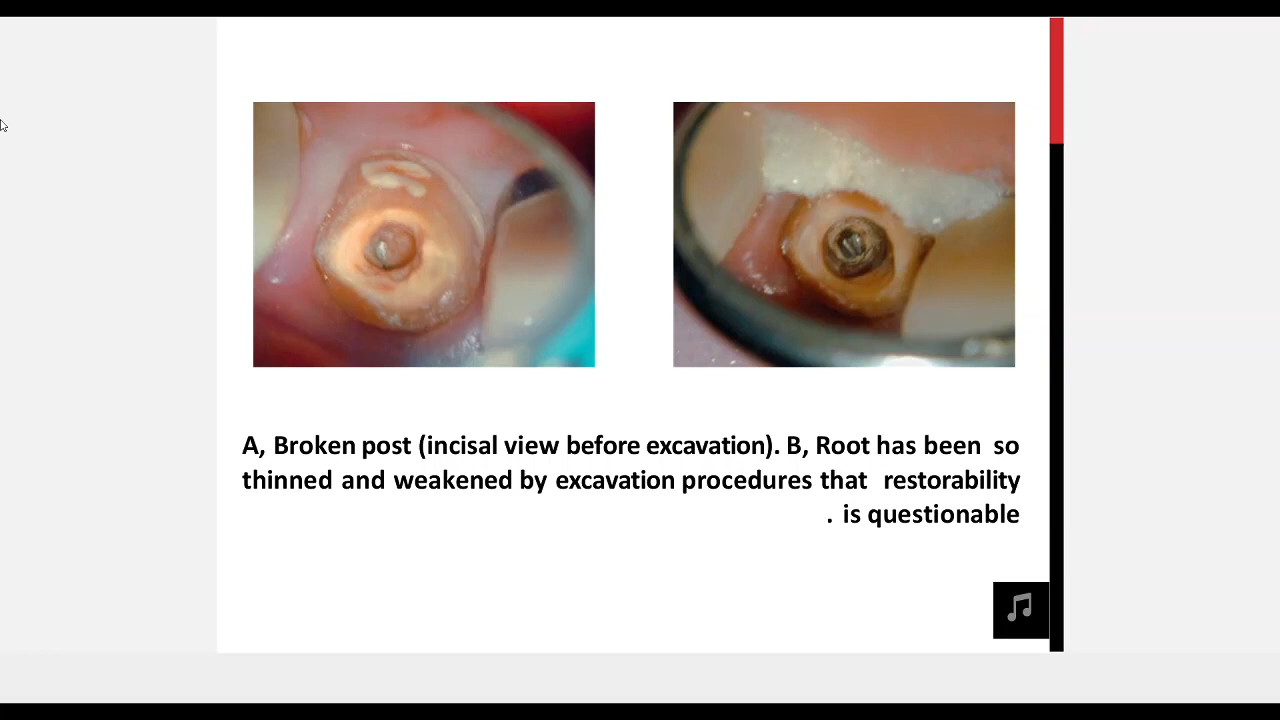 A, Broken post (incisal view before excavation). B, Root has been so
thinned and weakened by excavation procedures that restorability
. is questionable